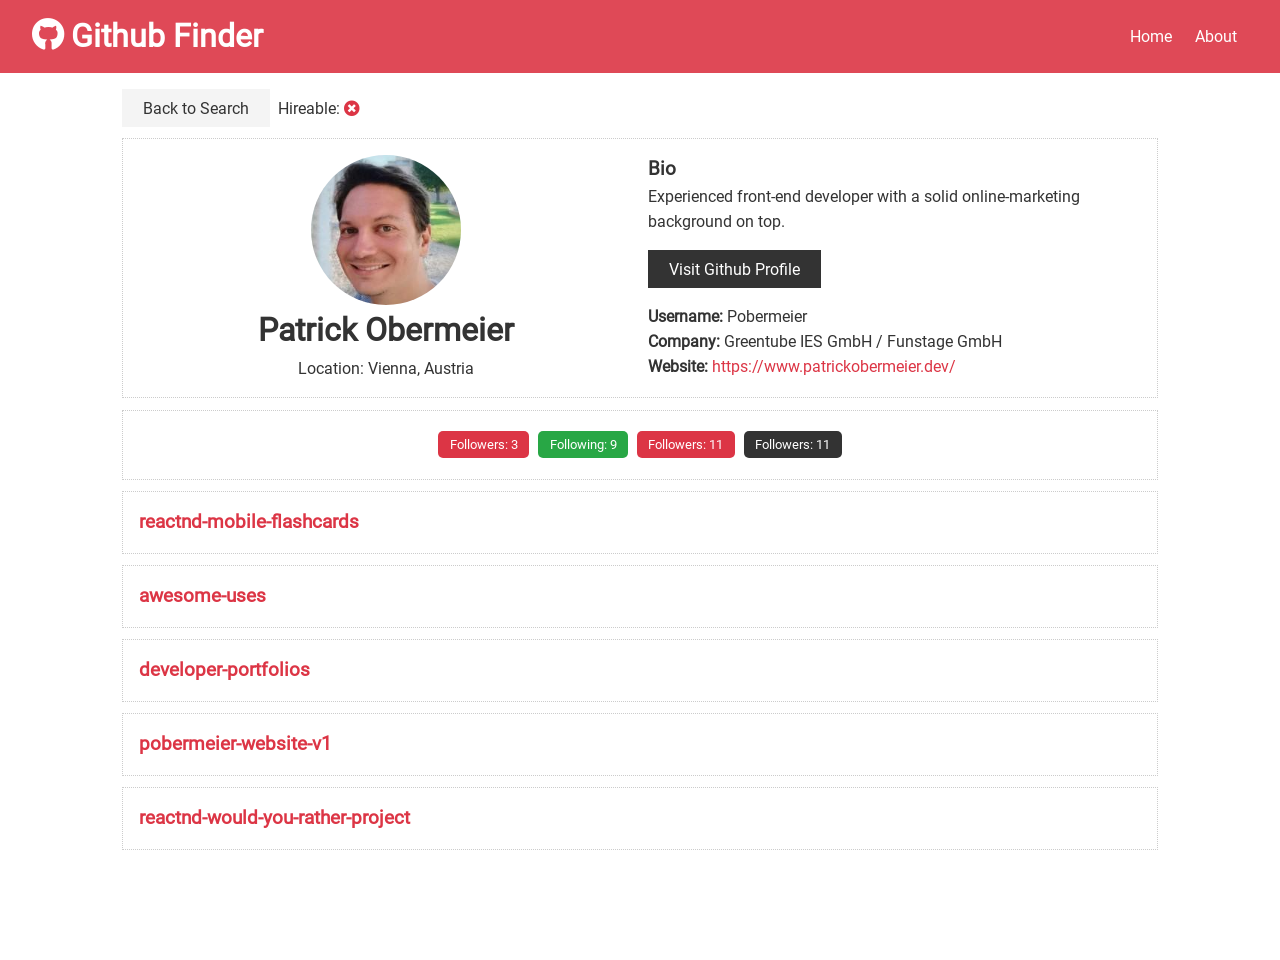 Github Finder
Home
About
Back to Search
Hireable:
Patrick Obermeier
Location: Vienna, Austria
Bio
Experienced front-end developer with a solid online-marketing
background on top.
Visit Github Profile
Username: Pobermeier
Company: Greentube IES GmbH / Funstage GmbH
Website: https://www.patrickobermeier.dev/
Followers: 3
Following: 9
Followers: 11
Followers: 11
reactnd-mobile-flashcards
awesome-uses
developer-portfolios
pobermeier-website-v1
reactnd-would-you-rather-project